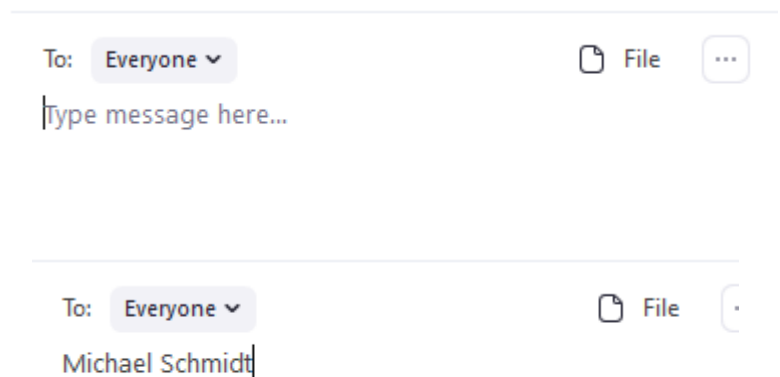 To: Everyone File ...
Type message here...
To: Everyone File
Michael Schmidt